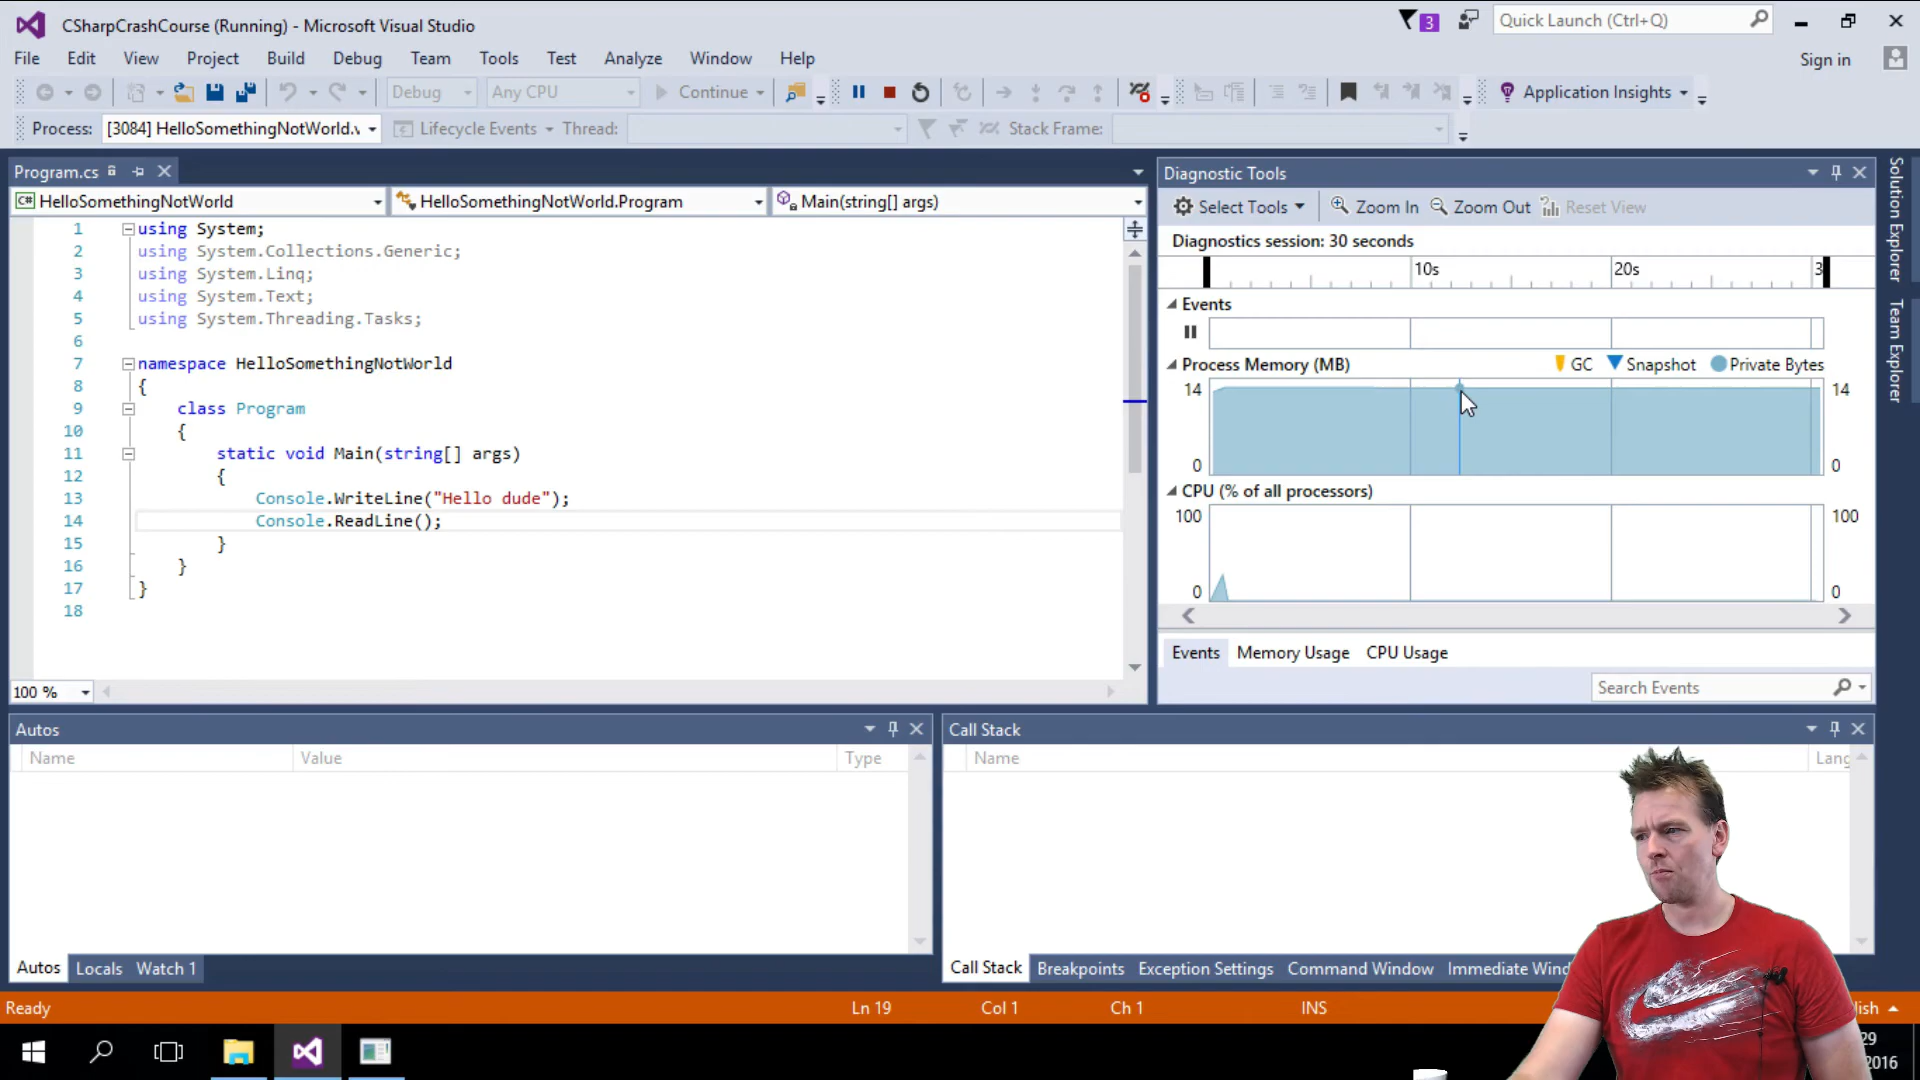 CSharpCrashCourse (Running) - Microsoft Visual Studio
3
Quick Launch (Ctrl+Q)
File Edit View Project Build Debug Team Tools Test Analyze Window Help
Sign in
Debug Any CPU Continue Application Insights
Process: [3084] HelloSomethingNotWorld.v Lifecycle Events Thread: Stack Frame:
Program.cs
C# HelloSomethingNotWorld HelloSomethingNotWorld.Program Main(string[] args)
1 using System;
2 using System.Collections.Generic;
3 using System.Linq;
4 using System.Text;
5 using System.Threading.Tasks;
6
7 namespace HelloSomethingNotWorld
8 {
9 class Program
10 {
11 static void Main(string[] args)
12 {
13 Console.WriteLine("Hello dude");
14 Console.ReadLine();
15 }
16 }
17 }
18
100 %
Diagnostic Tools
Select Tools Zoom In Zoom Out Reset View
Diagnostics session: 30 seconds
10s 20s 3
Events
Process Memory (MB) GC Snapshot Private Bytes
14 14
0 0
CPU (% of all processors)
100 100
0 0
Events Memory Usage CPU Usage
Search Events
Solution Explorer
Team Explorer
Autos
Name Value Type
Autos Locals Watch 1
Call Stack
Name Lang
Call Stack Breakpoints Exception Settings Command Window Immediate Wind
Ready Ln 19 Col 1 Ch 1 INS lish
29
2016